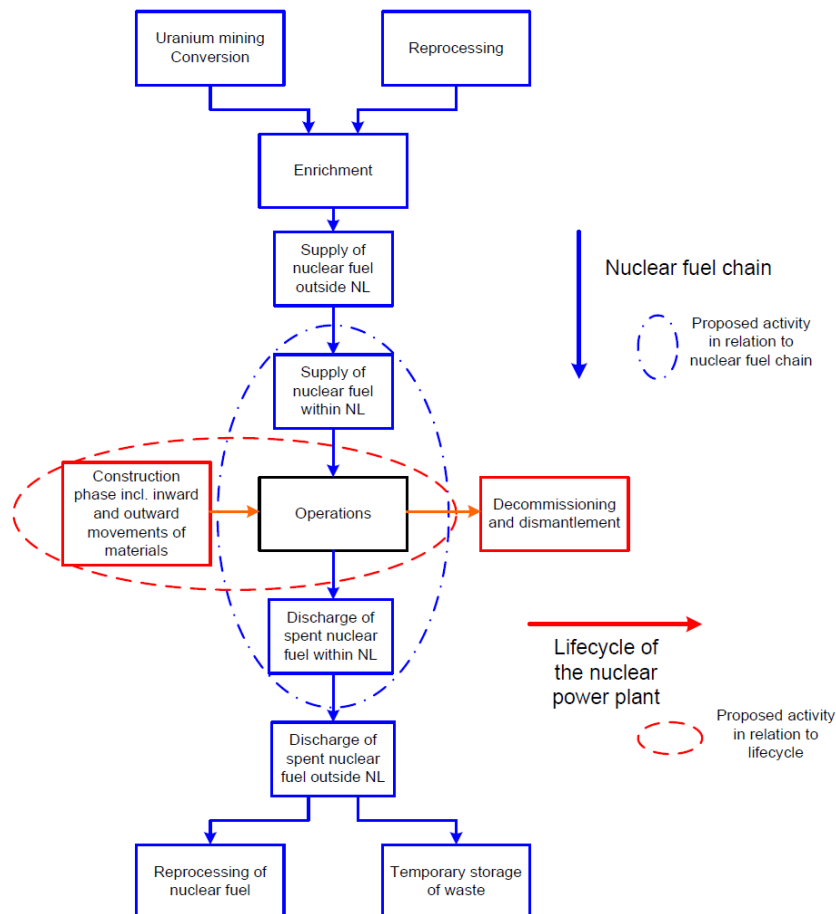 Uranium mining
Conversion
Reprocessing
Enrichment
Supply of
nuclear fuel
outside NL
Nuclear fuel chain
Proposed activity
in relation to
nuclear fuel chain
Supply of
nuclear fuel
within NL
Construction
phase incl. inward
and outward
movements of
materials
Operations
Decommissioning
and dismantlement
Discharge of
spent nuclear
fuel within NL
Lifecycle of
the nuclear
power plant
Proposed activity
in relation to
lifecycle
Discharge of
spent nuclear
fuel outside NL
Reprocessing of
nuclear fuel
Temporary storage
of waste